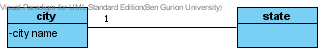 Visual Paradigm for UML Standard Edition(Ben Gurion University)
city
1
state
-city name